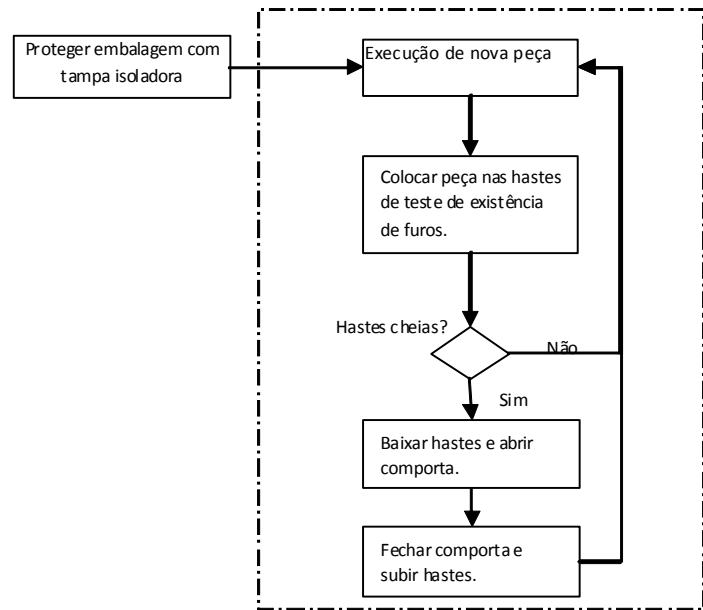 Proteger embalagem com
tampa isoladora
Execução de nova peça
Colocar peça nas hastes
de teste de existência
de furos.
Hastes cheias?
Não
Sim
Baixar hastes e abrir
comporta.
Fechar comporta e
subir hastes.